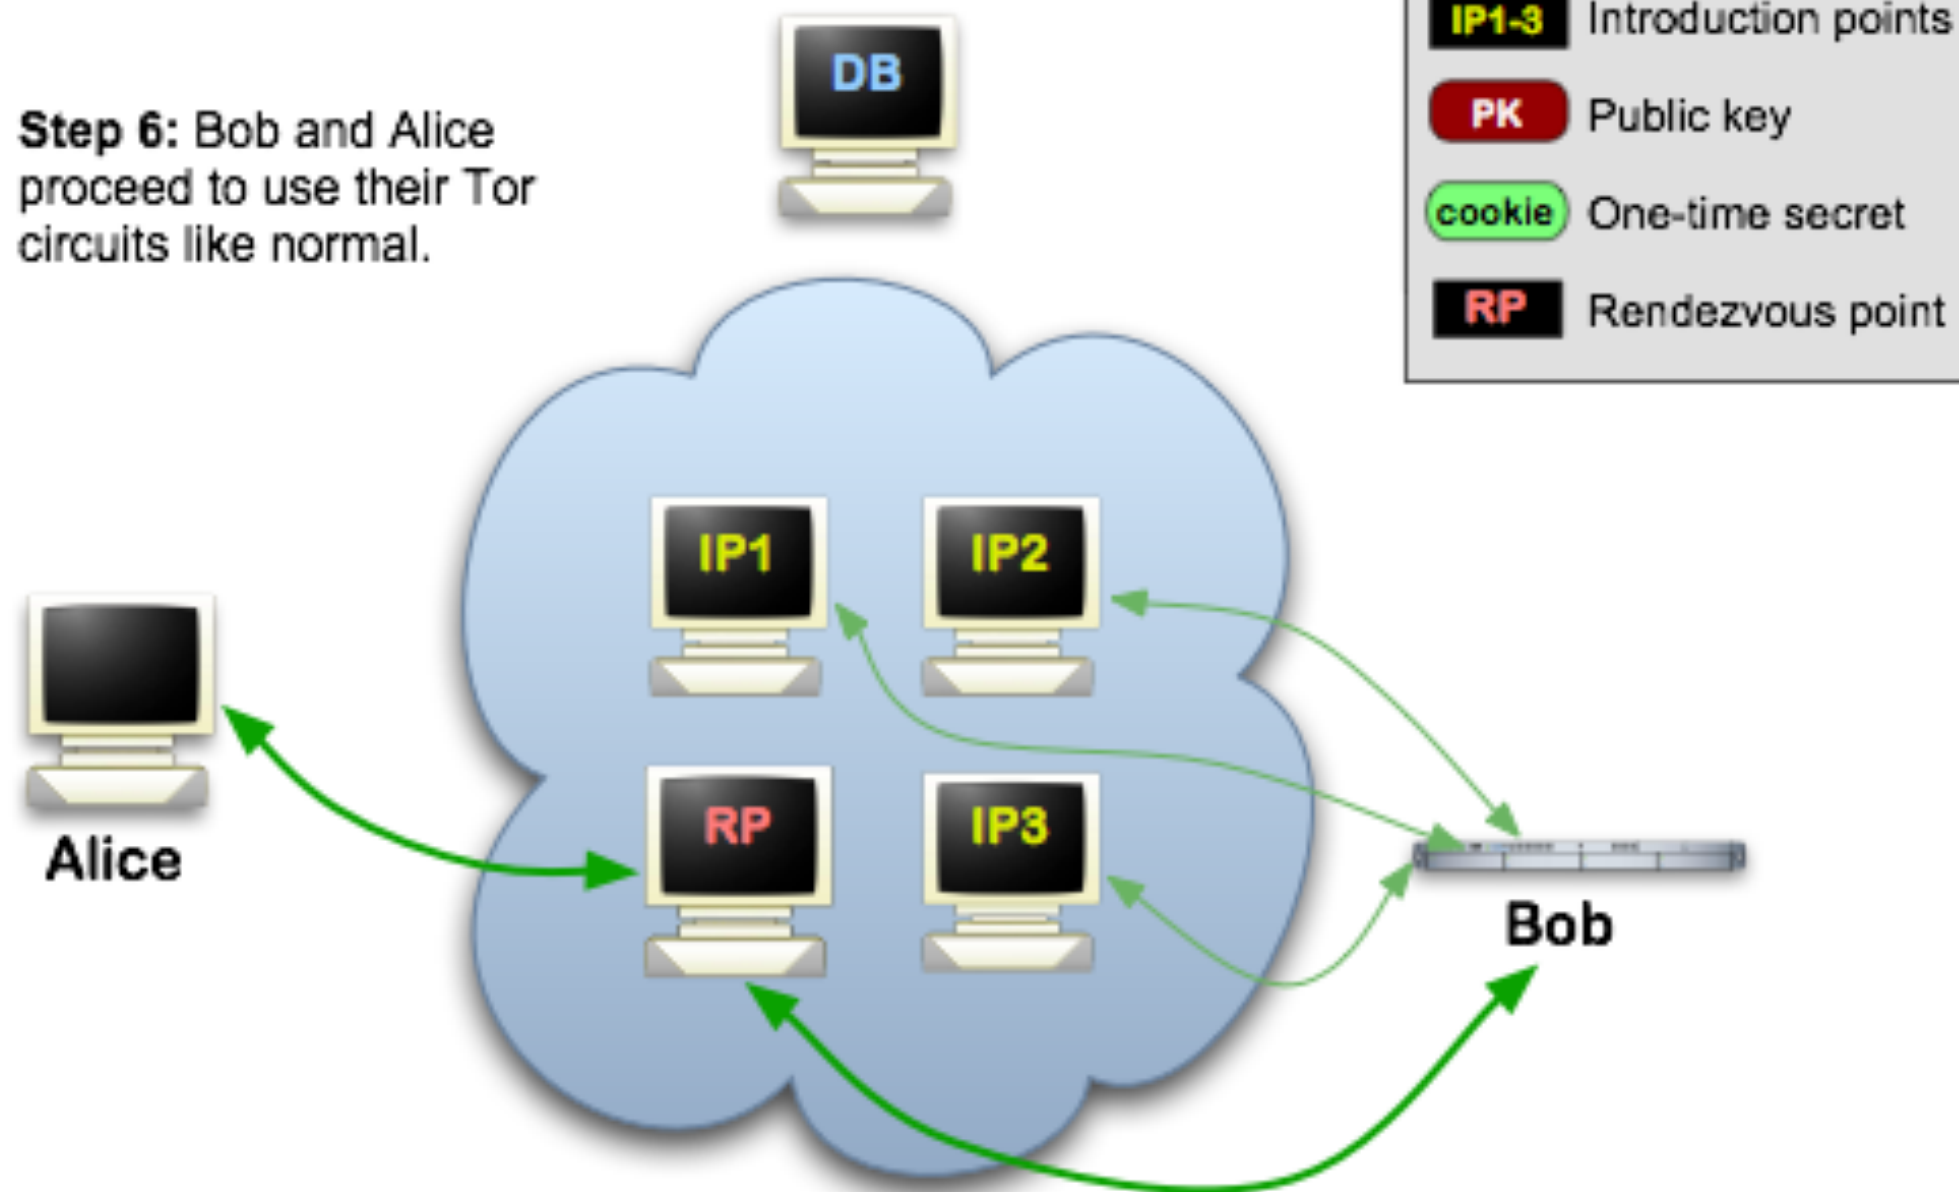 Step 6: Bob and Alice
proceed to use their Tor
circuits like normal.
DB
IP1-3 Introduction points
PK Public key
cookie One-time secret
RP Rendezvous point
IP1
IP2
Alice
RP
IP3
Bob